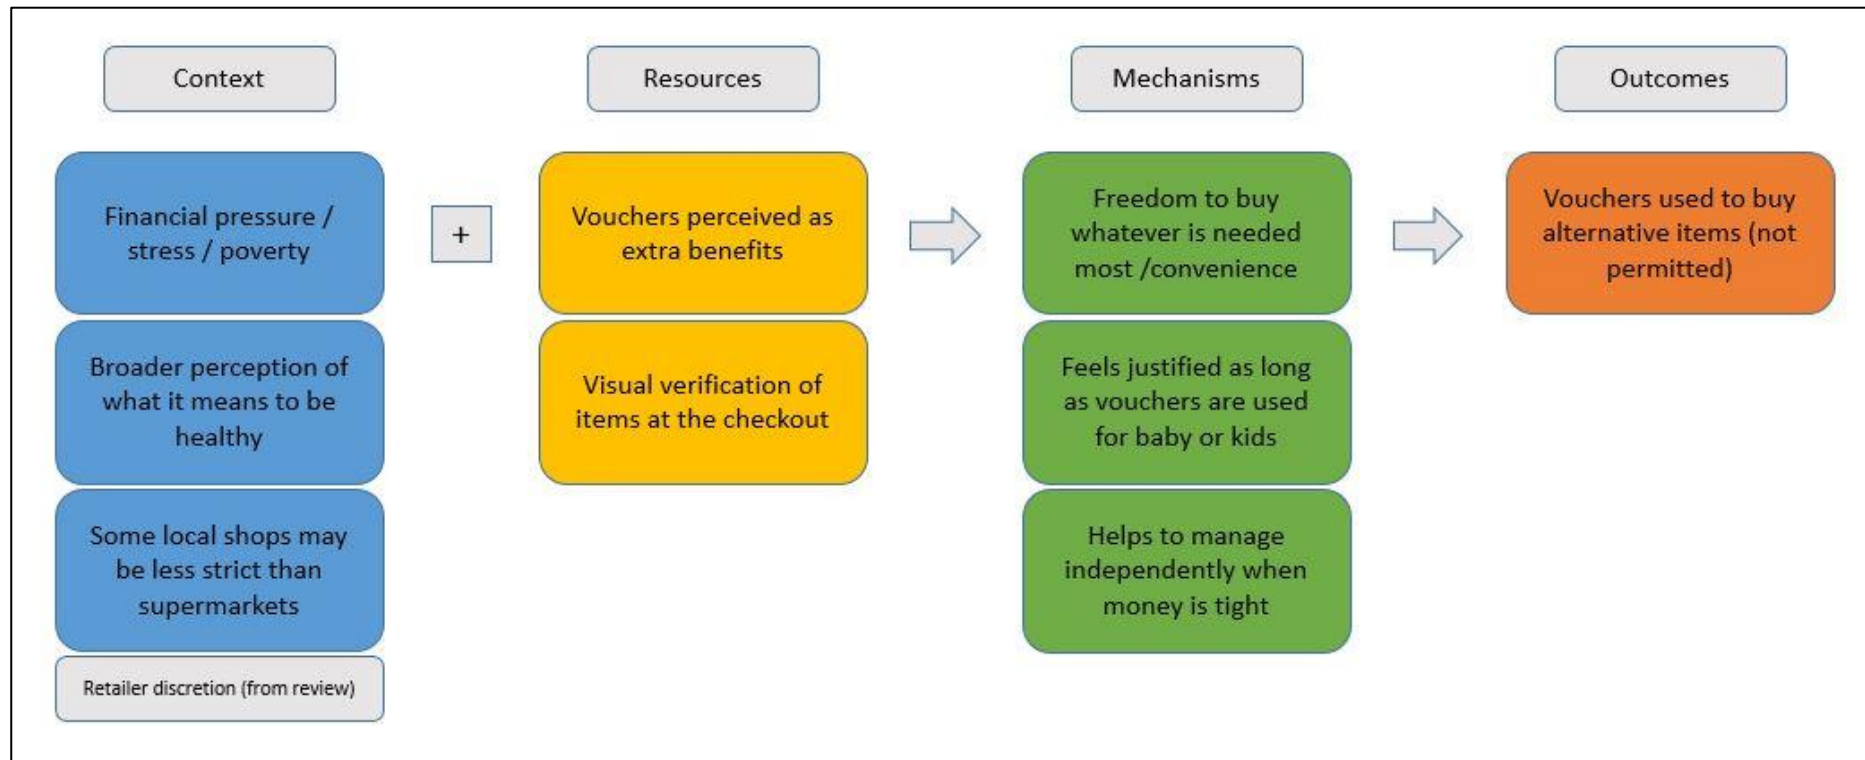 Context
Resources
Mechanisms
Outcomes
Financial pressure /
stress / poverty
Broader perception of
what it means to be
healthy
Some local shops may
be less strict than
supermarkets
Retailer discretion (from review)
+
Vouchers perceived as
extra benefits
Visual verification of
items at the checkout
Freedom to buy
whatever is needed
most /convenience
Feels justified as long
as vouchers are used
for baby or kids
Helps to manage
independently when
money is tight
Vouchers used to buy
alternative items (not
permitted)